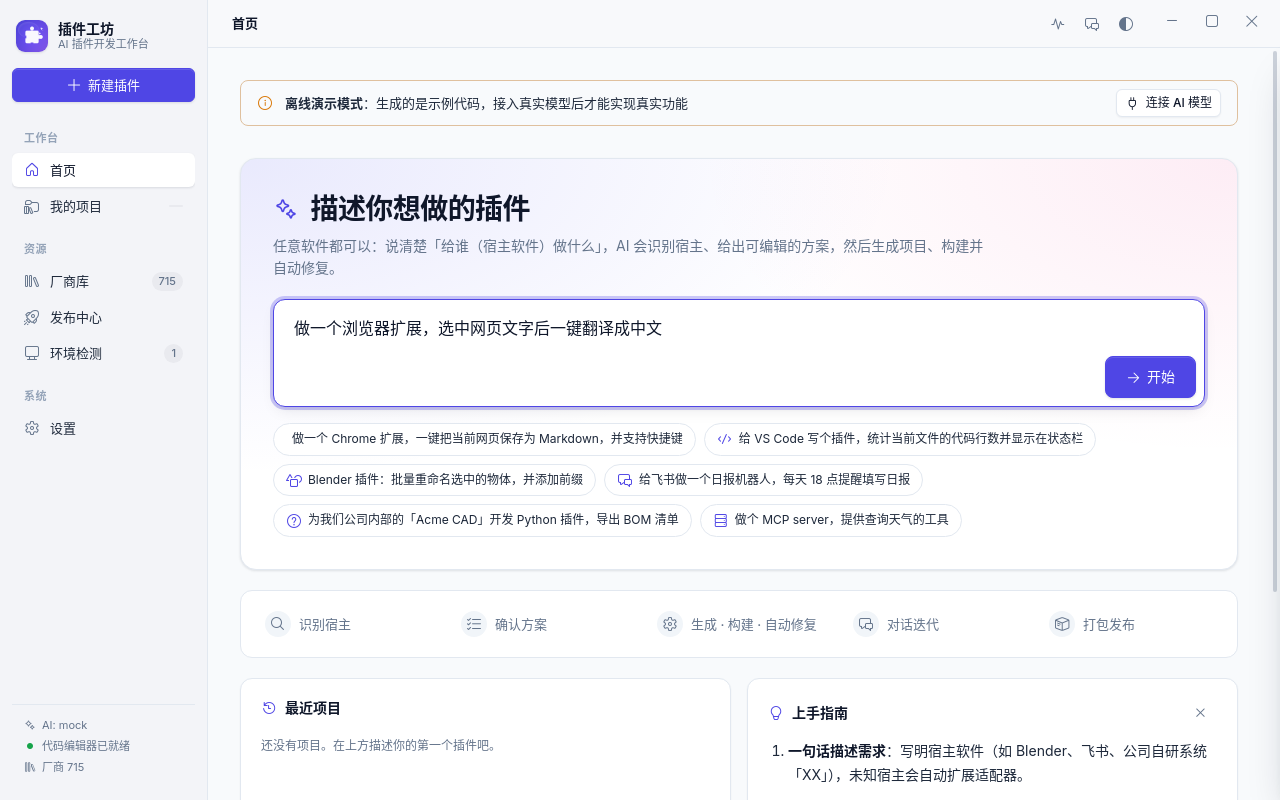 插件工坊
AI 插件开发工作台
新建插件
工作台
首页
我的项目
资源
厂商库 715
发布中心
环境检测 1
系统
设置
AI: mock
代码编辑器已就绪
厂商 715
首页
离线演示模式：生成的是示例代码，接入真实模型后才能实现真实功能
连接 AI 模型
描述你想做的插件
任意软件都可以：说清楚「给谁（宿主软件）做什么」，AI 会识别宿主、给出可编辑的方案，然后生成项目、构建并
自动修复。
做一个浏览器扩展，选中网页文字后一键翻译成中文
开始
做一个 Chrome 扩展，一键把当前网页保存为 Markdown，并支持快捷键
给 VS Code 写个插件，统计当前文件的代码行数并显示在状态栏
Blender 插件：批量重命名选中的物体，并添加前缀
给飞书做一个日报机器人，每天 18 点提醒填写日报
为我们公司内部的「Acme CAD」开发 Python 插件，导出 BOM 清单
做个 MCP server，提供查询天气的工具
识别宿主
确认方案
生成 · 构建 · 自动修复
对话迭代
打包发布
最近项目
还没有项目。在上方描述你的第一个插件吧。
上手指南
1. 一句话描述需求：写明宿主软件（如 Blender、飞书、公司自研系统
「XX」），未知宿主会自动扩展适配器。